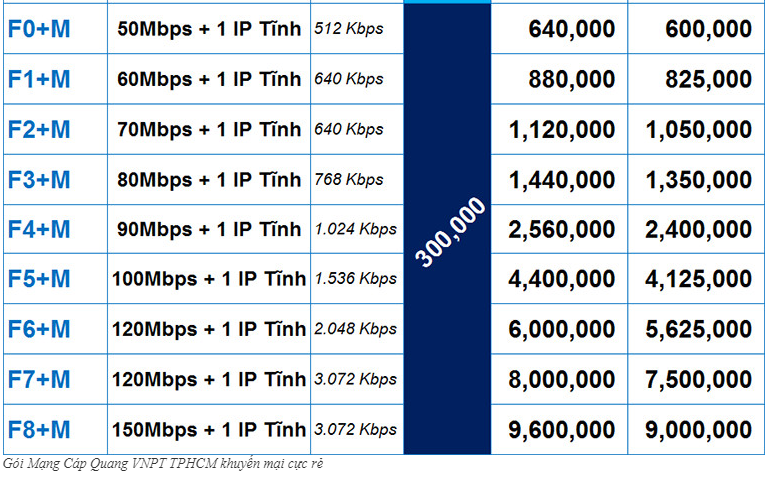 F0+M 50Mbps + 1 IP Tĩnh 512 Kbps 640,000 600,000
F1+M 60Mbps + 1 IP Tĩnh 640 Kbps 880,000 825,000
F2+M 70Mbps + 1 IP Tĩnh 640 Kbps 1,120,000 1,050,000
F3+M 80Mbps + 1 IP Tĩnh 768 Kbps 1,440,000 1,350,000
300,000
F4+M 90Mbps + 1 IP Tĩnh 1.024 Kbps 2,560,000 2,400,000
F5+M 100Mbps + 1 IP Tĩnh 1.536 Kbps 4,400,000 4,125,000
F6+M 120Mbps + 1 IP Tĩnh 2.048 Kbps 6,000,000 5,625,000
F7+M 120Mbps + 1 IP Tĩnh 3.072 Kbps 8,000,000 7,500,000
F8+M 150Mbps + 1 IP Tĩnh 3.072 Kbps 9,600,000 9,000,000
Gói Mạng Cáp Quang VNPT TPHCM khuyến mại cực rẻ